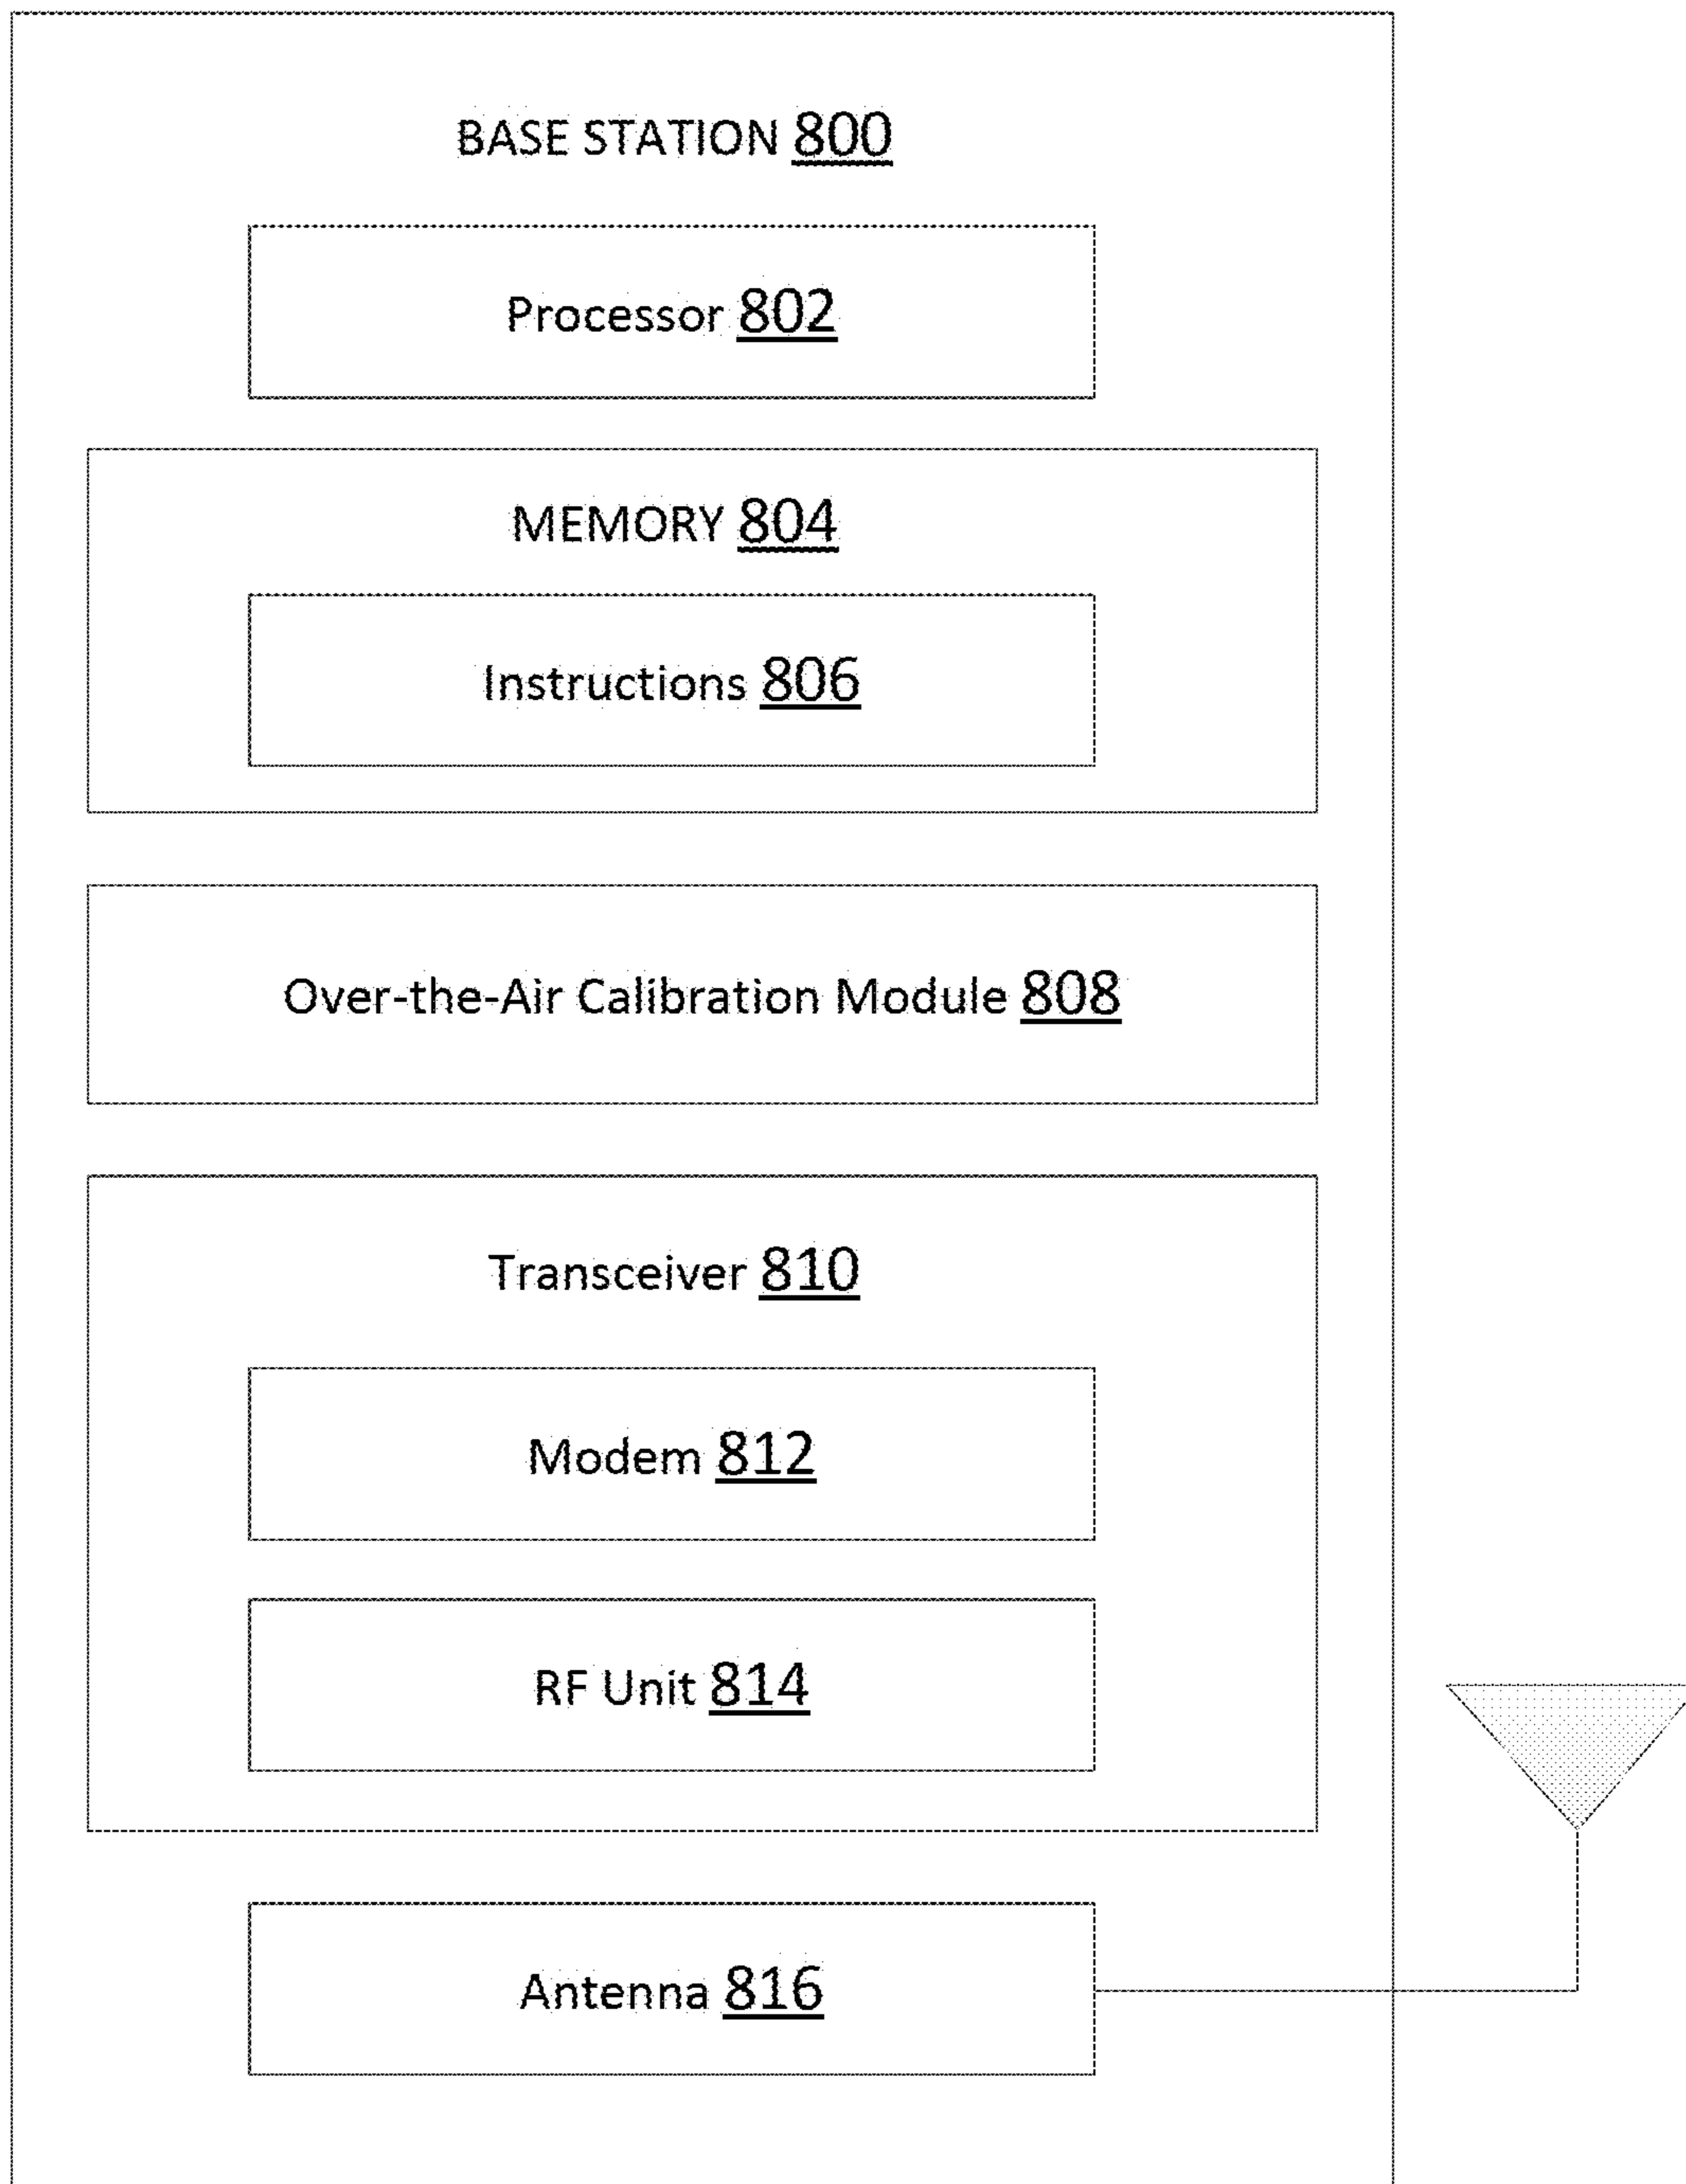 BASE STATION 800
Processor 802
MEMORY 804
Instructions 806
Over-the-Air Calibration Module 808
Transceiver 810
Modem 812
RF Unit 814
Antenna 816